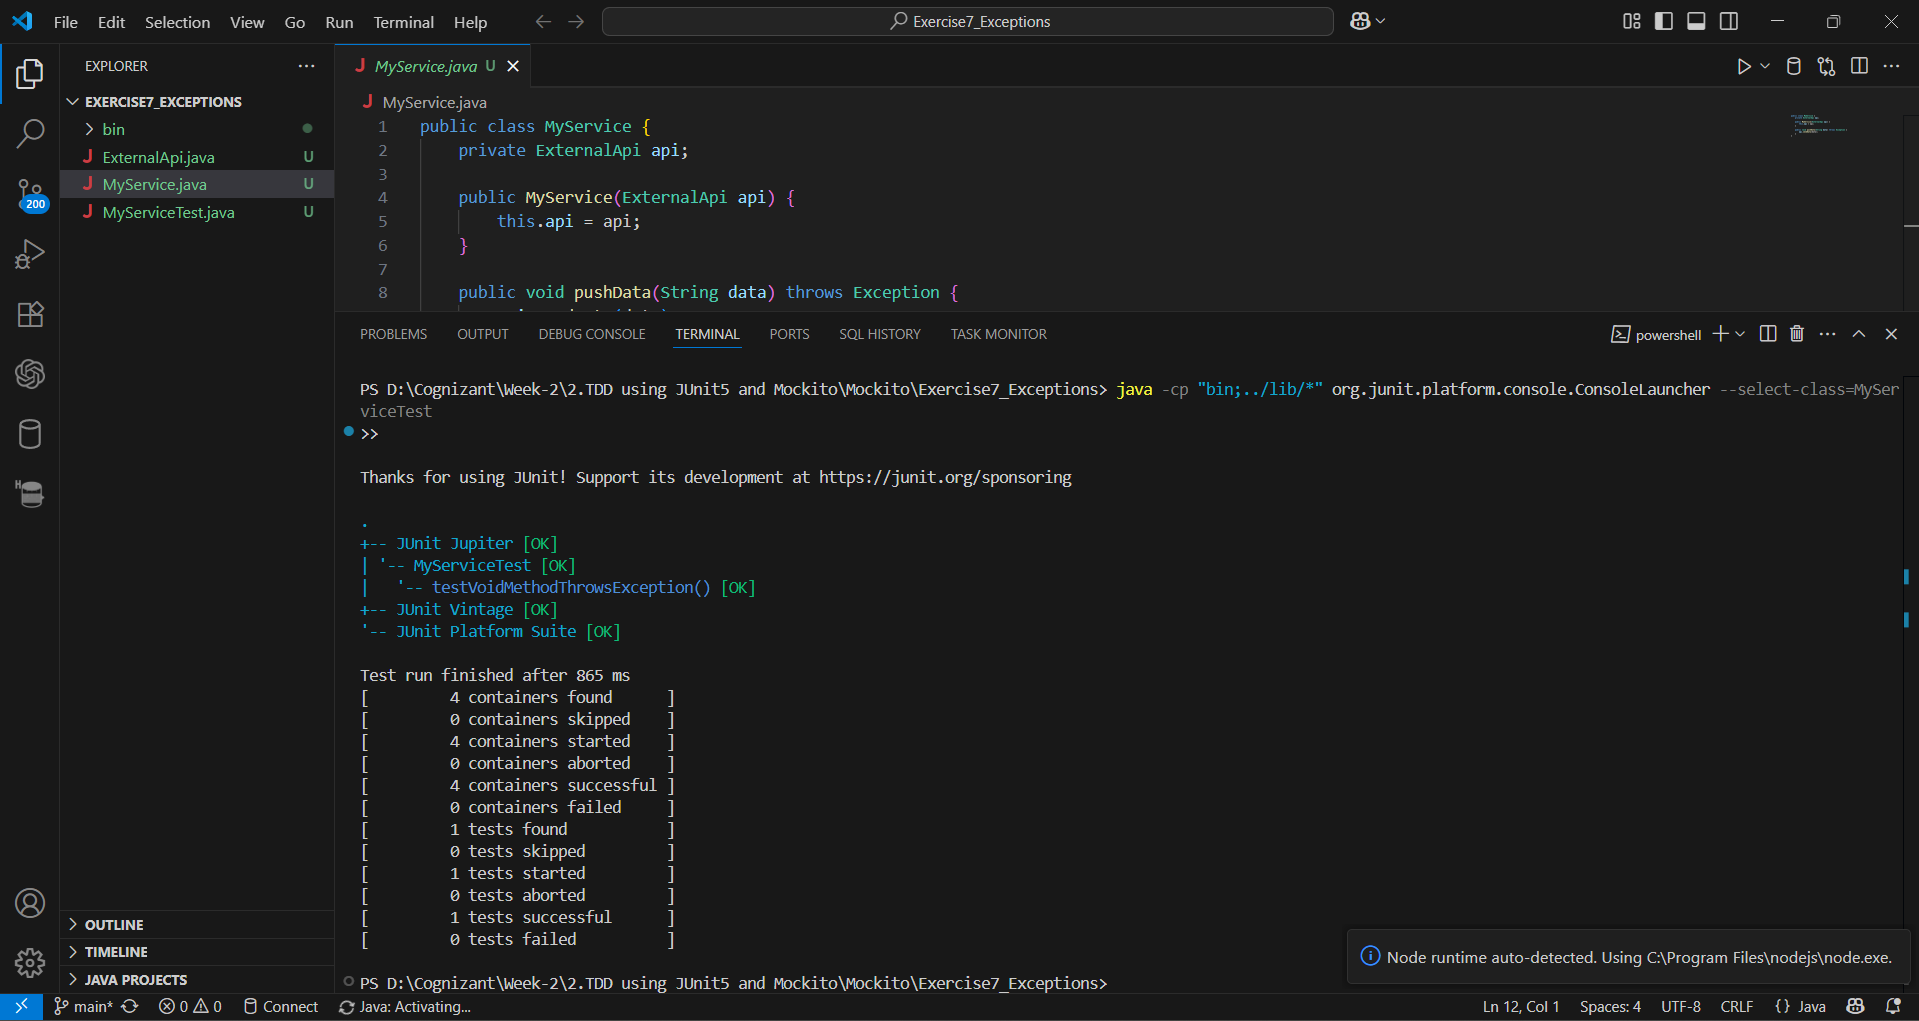 File Edit Selection View Go Run Terminal Help
Exercise7_Exceptions
EXPLORER
EXERCISE7_EXCEPTIONS
bin
J ExternalApi.java U
J MyService.java U
J MyServiceTest.java U
200
OUTLINE
TIMELINE
JAVA PROJECTS
J MyService.java U
J MyService.java
1 public class MyService {
2 private ExternalApi api;
3
4 public MyService(ExternalApi api) {
5 this.api = api;
6 }
7
8 public void pushData(String data) throws Exception {
PROBLEMS OUTPUT DEBUG CONSOLE TERMINAL PORTS SQL HISTORY TASK MONITOR
powershell
PS D:\Cognizant\Week-2\2.TDD using JUnit5 and Mockito\Mockito\Exercise7_Exceptions> java -cp "bin;../lib/*" org.junit.platform.console.ConsoleLauncher --select-class=MySer
viceTest
>>
Thanks for using JUnit! Support its development at https://junit.org/sponsoring
.
+-- JUnit Jupiter [OK]
| '-- MyServiceTest [OK]
|   '-- testVoidMethodThrowsException() [OK]
+-- JUnit Vintage [OK]
'-- JUnit Platform Suite [OK]
Test run finished after 865 ms
[         4 containers found      ]
[         0 containers skipped    ]
[         4 containers started    ]
[         0 containers aborted    ]
[         4 containers successful ]
[         0 containers failed     ]
[         1 tests found           ]
[         0 tests skipped         ]
[         1 tests started         ]
[         0 tests aborted         ]
[         1 tests successful      ]
[         0 tests failed          ]
PS D:\Cognizant\Week-2\2.TDD using JUnit5 and Mockito\Mockito\Exercise7_Exceptions>
Node runtime auto-detected. Using C:\Program Files\nodejs\node.exe.
main* 0 0 Connect Java: Activating... Ln 12, Col 1 Spaces: 4 UTF-8 CRLF {} Java